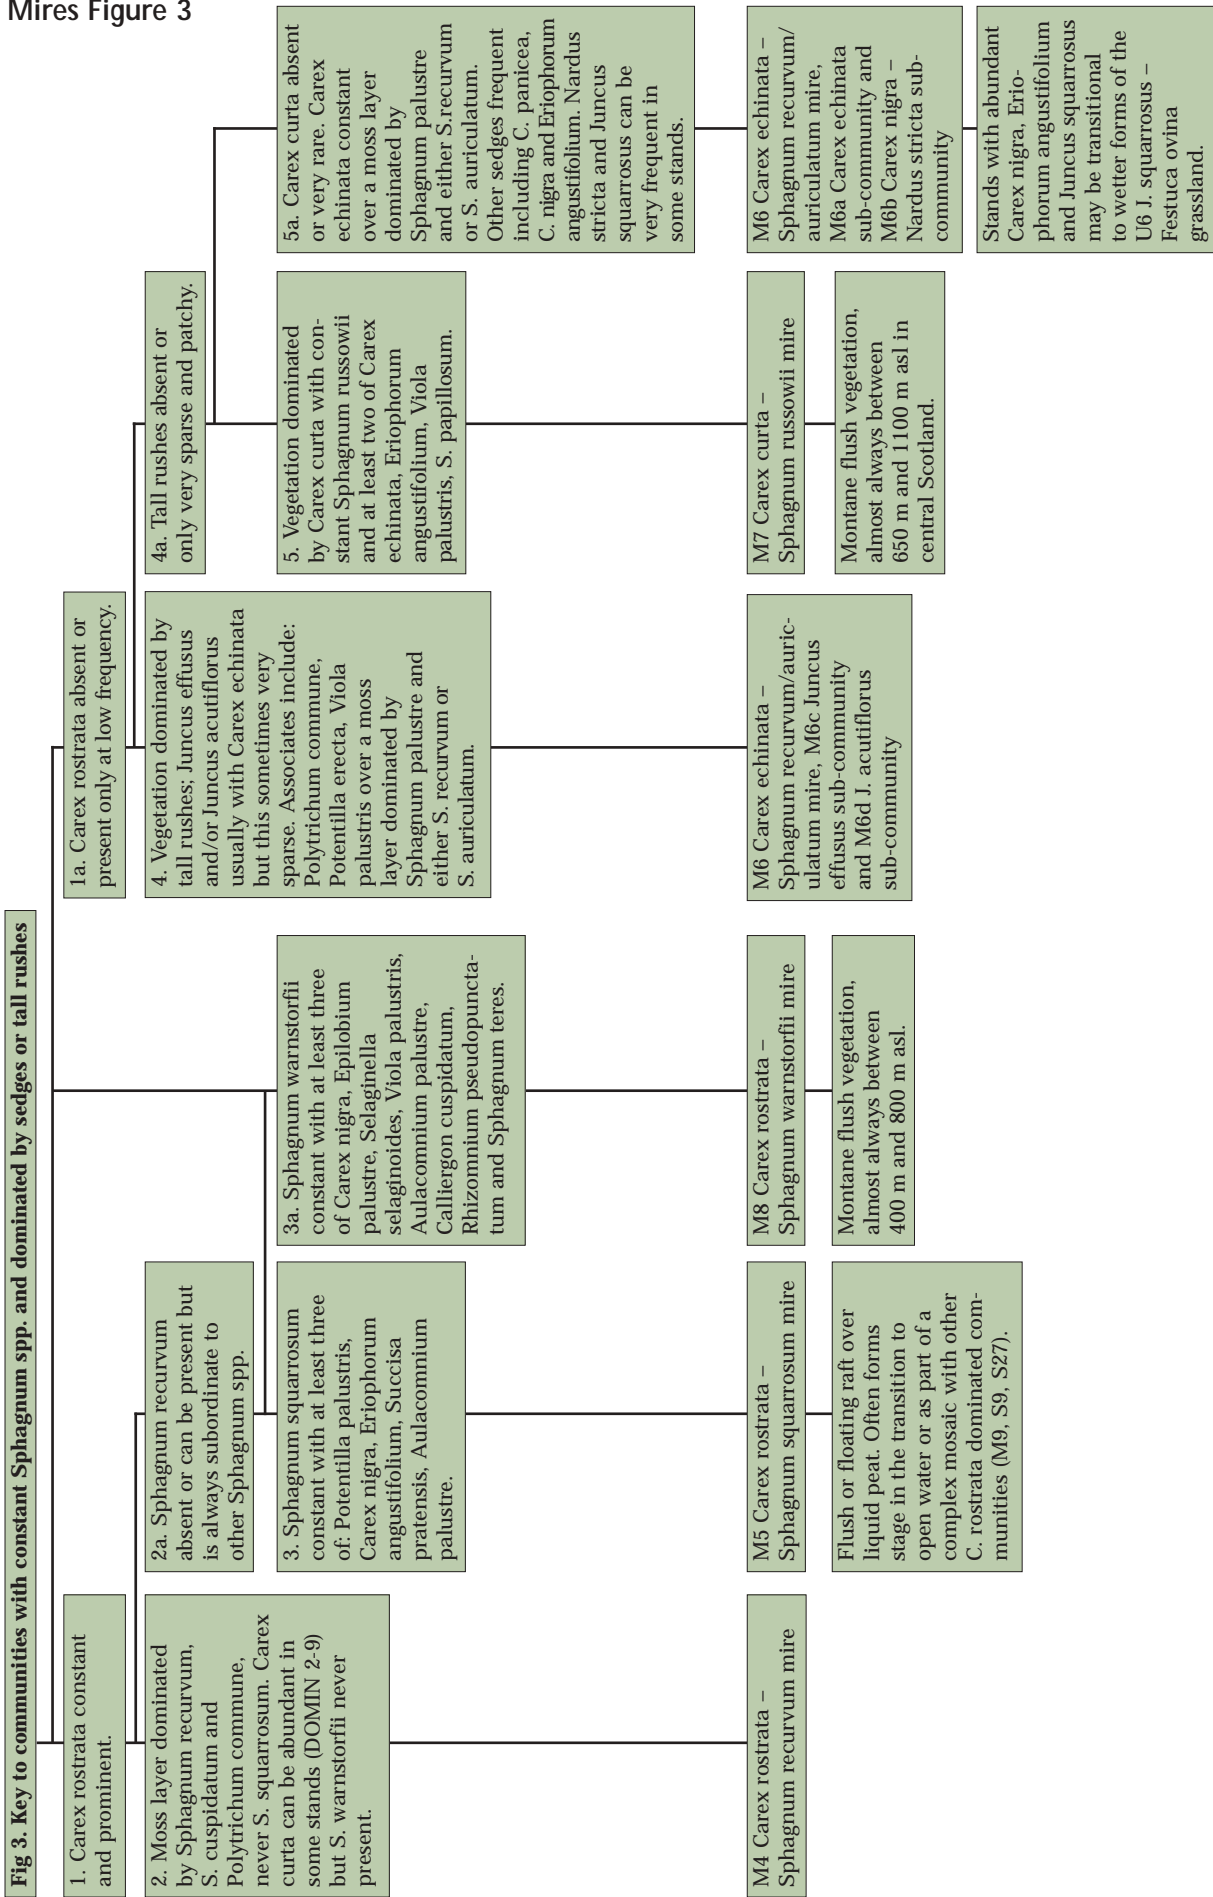 Mires Figure 3
Fig 3. Key to communities with constant Sphagnum spp. and dominated by sedges or tall rushes
1. Carex rostrata constant
and prominent.
1a. Carex rostrata absent or
present only at low frequency.
2. Moss layer dominated
by Sphagnum recurvum,
S. cuspidatum and
Polytrichum commune,
never S. squarrosum. Carex
curta can be abundant in
some stands (DOMIN 2-9)
but S. warnstorfii never
present.
2a. Sphagnum recurvum
absent or can be present but
is always subordinate to
other Sphagnum spp.
3. Sphagnum squarrosum
constant with at least three
of: Potentilla palustris,
Carex nigra, Eriophorum
angustifolium, Succisa
pratensis, Aulacomnium
palustre.
3a. Sphagnum warnstorfii
constant with at least three
of Carex nigra, Epilobium
palustre, Selaginella
selaginoides, Viola palustris,
Aulacomnium palustre,
Calliergon cuspidatum,
Rhizomnium pseudopuncta-
tum and Sphagnum teres.
4. Vegetation dominated by
tall rushes; Juncus effusus
and/or Juncus acutiflorus
usually with Carex echinata
but this sometimes very
sparse. Associates include:
Polytrichum commune,
Potentilla erecta, Viola
palustris over a moss
layer dominated by
Sphagnum palustre and
either S. recurvum or
S. auriculatum.
4a. Tall rushes absent or
only very sparse and patchy.
5. Vegetation dominated
by Carex curta with con-
stant Sphagnum russowii
and at least two of Carex
echinata, Eriophorum
angustifolium, Viola
palustris, S. papillosum.
5a. Carex curta absent
or very rare. Carex
echinata constant
over a moss layer
dominated by
Sphagnum palustre
and either S.recurvum
or S. auriculatum.
Other sedges frequent
including C. panicea,
C. nigra and Eriophorum
angustifolium. Nardus
stricta and Juncus
squarrosus can be
very frequent in
some stands.
M4 Carex rostrata –
Sphagnum recurvum mire
M5 Carex rostrata –
Sphagnum squarrosum mire
Flush or floating raft over
liquid peat. Often forms
stage in the transition to
open water or as part of a
complex mosaic with other
C. rostrata dominated com-
munities (M9, S9, S27).
M8 Carex rostrata –
Sphagnum warnstorfii mire
Montane flush vegetation,
almost always between
400 m and 800 m asl.
M6 Carex echinata –
Sphagnum recurvum/auric-
ulatum mire, M6c Juncus
effusus sub-community
and M6d J. acutiflorus
sub-community
M7 Carex curta –
Sphagnum russowii mire
Montane flush vegetation,
almost always between
650 m and 1100 m asl in
central Scotland.
M6 Carex echinata –
Sphagnum recurvum/
auriculatum mire,
M6a Carex echinata
sub-community and
M6b Carex nigra –
Nardus stricta sub-
community
Stands with abundant
Carex nigra, Erio-
phorum angustifolium
and Juncus squarrosus
may be transitional
to wetter forms of the
U6 J. squarrosus –
Festuca ovina
grassland.